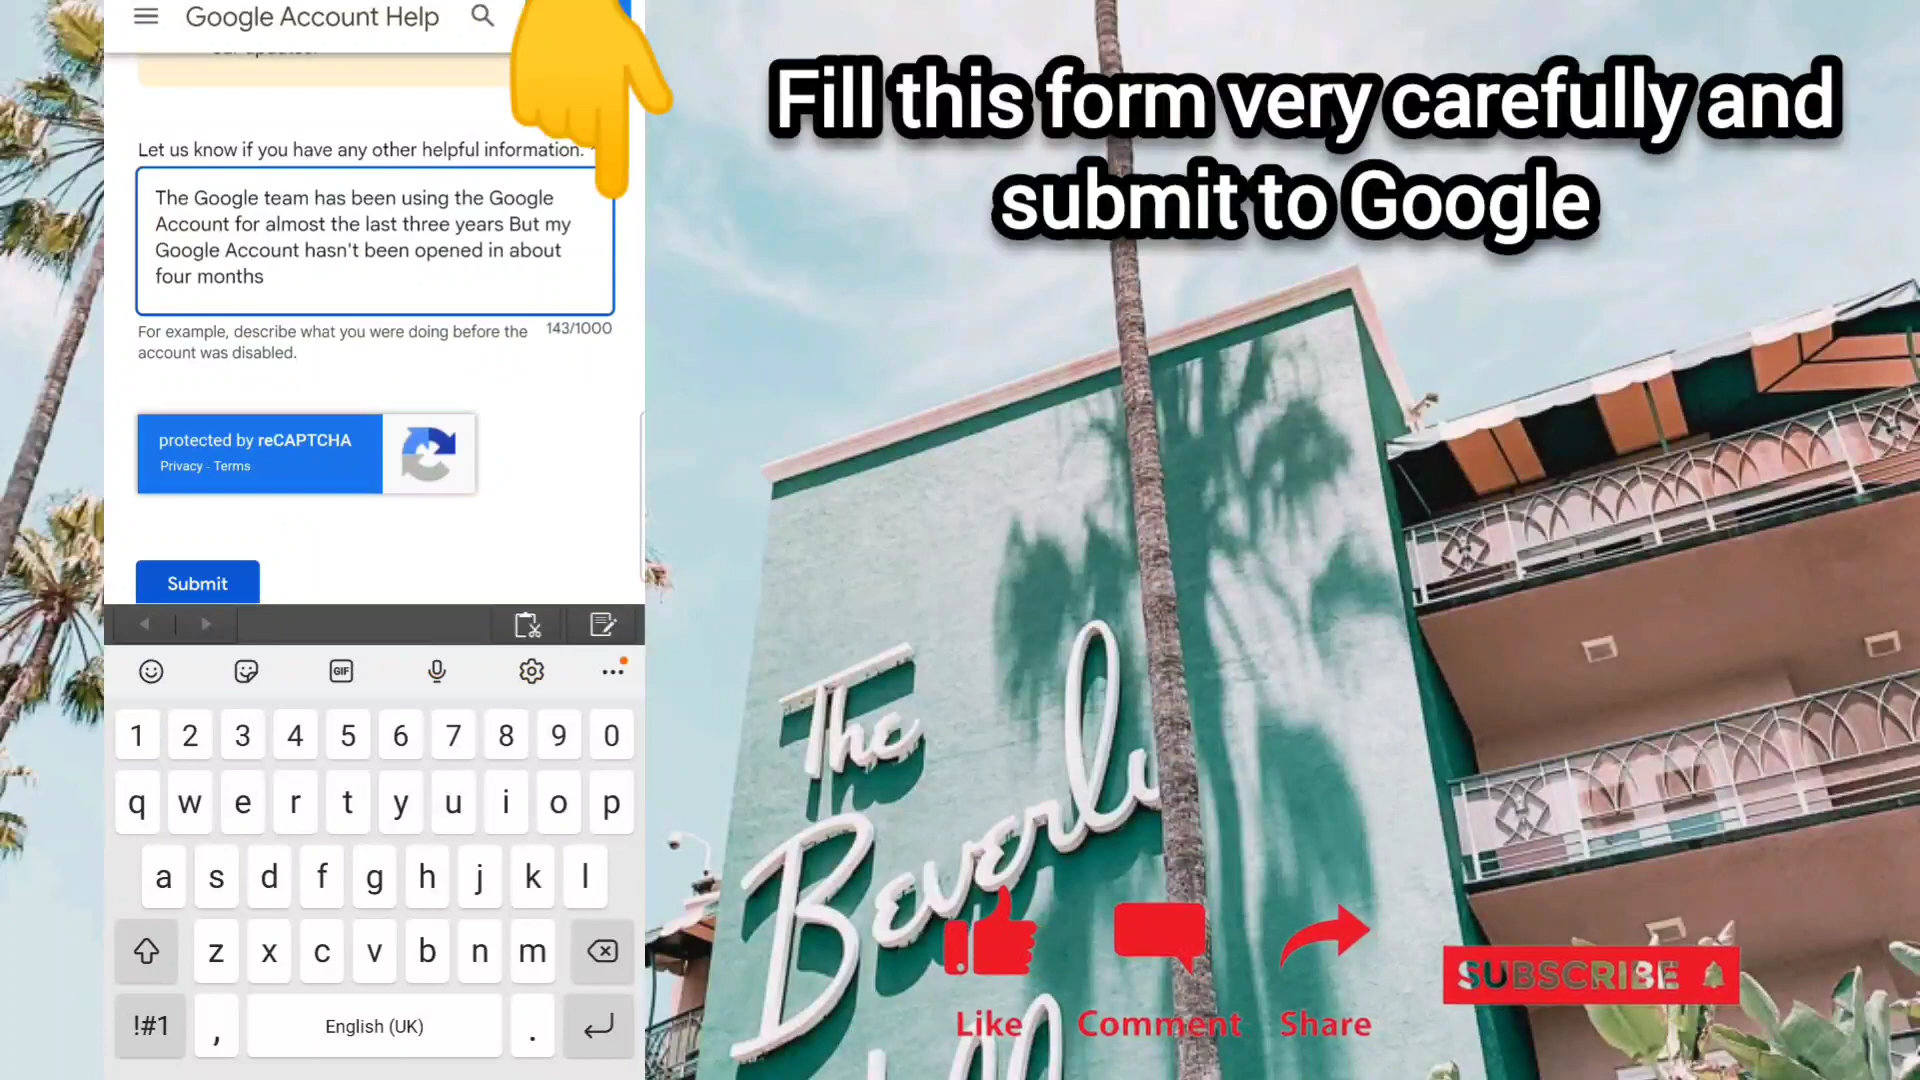 Google Account Help
Let us know if you have any other helpful information.
The Google team has been using the Google
Account for almost the last three years But my
Google Account hasn't been opened in about
four months
For example, describe what you were doing before the
account was disabled.
143/1000
protected by reCAPTCHA
Privacy - Terms
Submit
GIF
1 2 3 4 5 6 7 8 9 0
q w e r t y u i o p
a s d f g h j k l
z x c v b n m
!#1 , English (UK) .
Fill this form very carefully and
submit to Google
The
Beverly
Like Comment Share
SUBSCRIBE